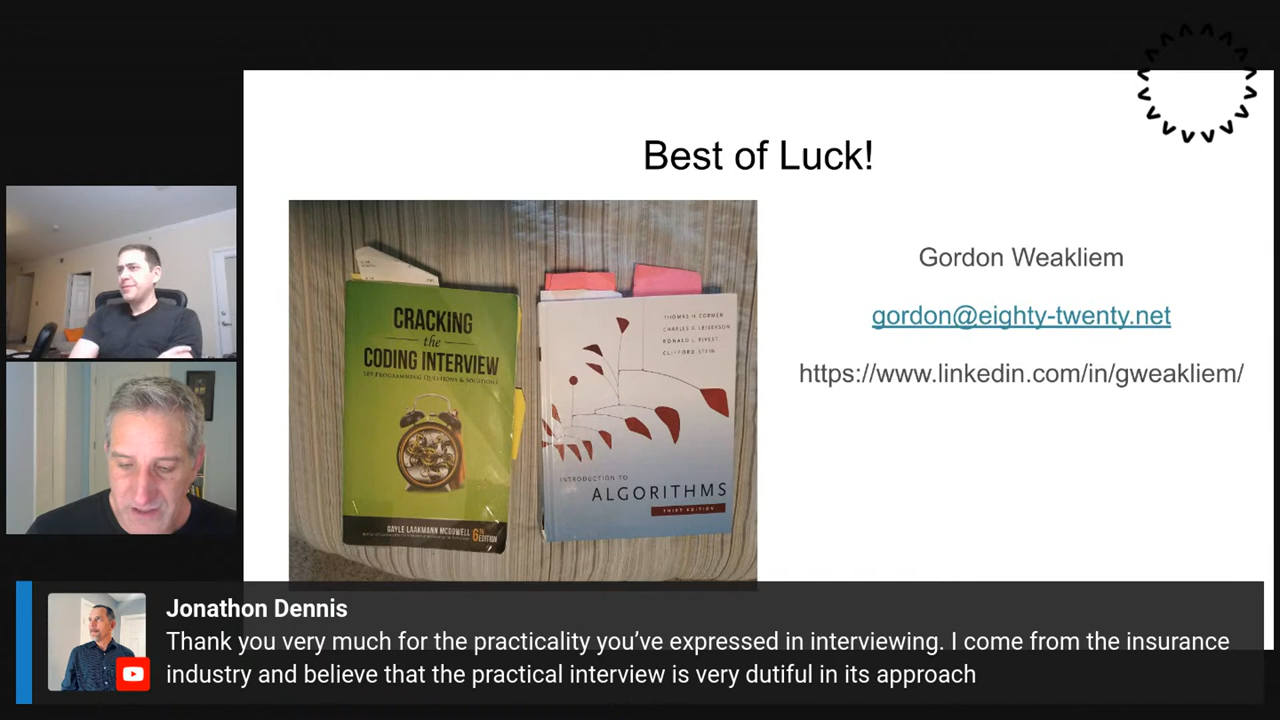 Best of Luck!
CRACKING
the
CODING INTERVIEW
189 PROGRAMMING QUESTIONS & SOLUTIONS
GAYLE LAAKMANN MCDOWELL
6TH
EDITION
THOMAS H. CORMEN
CHARLES E. LEISERSON
RONALD L. RIVEST
CLIFFORD STEIN
INTRODUCTION TO
ALGORITHMS
THIRD EDITION
Gordon Weakliem
gordon@eighty-twenty.net
https://www.linkedin.com/in/gweakliem/
Jonathon Dennis
Thank you very much for the practicality you’ve expressed in interviewing. I come from the insurance
industry and believe that the practical interview is very dutiful in its approach